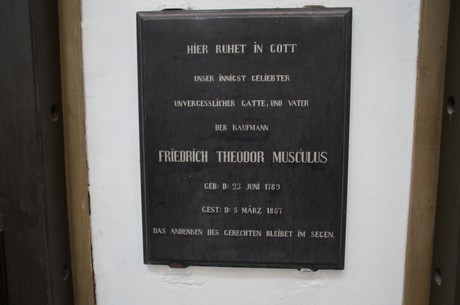 HIER RUHET IN GOTT
UNSER INNIGST GELIEBTER
UNVERGESSLICHER GATTE, UND VATER
DER KAUFMANN
FRIEDRICH THEODOR MUSCULUS
GEB: D: 23 JUNI 1789
GEST: D: 5 MÄRZ 1857
DAS ANDENKEN DES GERECHTEN BLEIBET IM SEGEN.